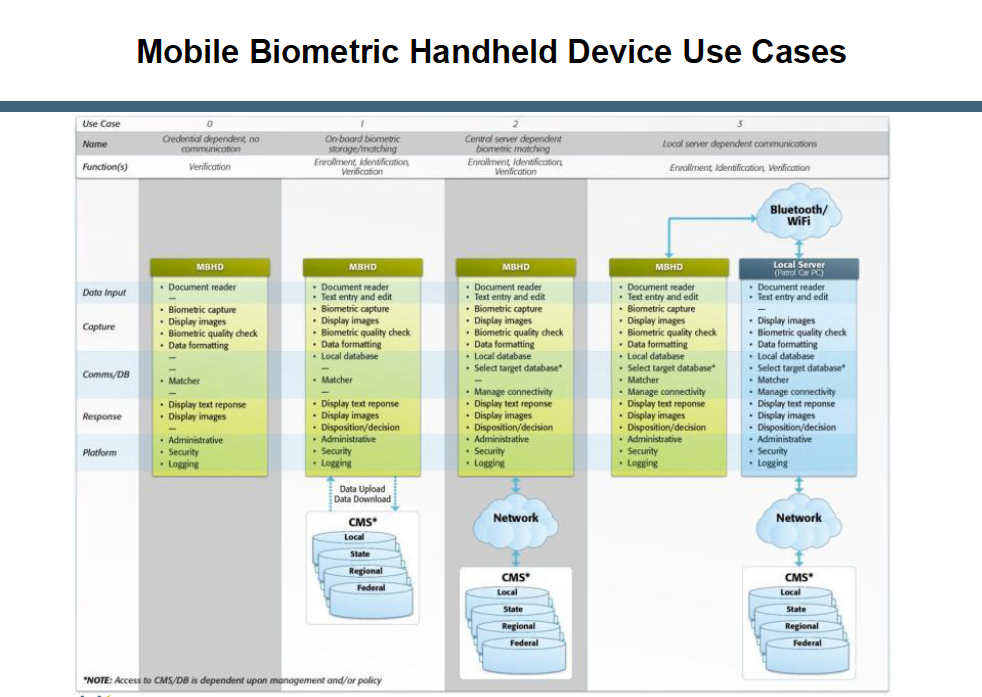 Mobile Biometric Handheld Device Use Cases
Use Case 0 1 2 3
Name Credential dependent, no communication On-board biometric storage/matching Central server dependent biometric matching Local server dependent communications
Function(s) Verification Enrollment, Identification, Verification Enrollment, Identification, Verification Enrollment, Identification, Verification
Bluetooth/
WiFi
MBHD
• Document reader
—
• Biometric capture
• Display images
• Biometric quality check
• Data formatting
—
—
• Matcher
—
• Display text reponse
• Display images
—
• Administrative
• Security
• Logging
MBHD
• Document reader
• Text entry and edit
• Biometric capture
• Display images
• Biometric quality check
• Data formatting
• Local database
—
• Matcher
—
• Display text reponse
• Display images
• Disposition/decision
• Administrative
• Security
• Logging
MBHD
• Document reader
• Text entry and edit
• Biometric capture
• Display images
• Biometric quality check
• Data formatting
• Local database
• Select target database*
—
• Manage connectivity
• Display text reponse
• Display images
• Disposition/decision
• Administrative
• Security
• Logging
MBHD
• Document reader
• Text entry and edit
• Biometric capture
• Display images
• Biometric quality check
• Data formatting
• Local database
• Select target database*
• Matcher
• Manage connectivity
• Display text reponse
• Display images
• Disposition/decision
• Administrative
• Security
• Logging
Local Server
(Patrol Car PC)
• Document reader
• Text entry and edit
—
• Display images
• Biometric quality check
• Data formatting
• Local database
• Select target database*
• Matcher
• Manage connectivity
• Display text reponse
• Display images
• Disposition/decision
• Administrative
• Security
• Logging
Data Input
Capture
Comms/DB
Response
Platform
Data Upload
Data Download
CMS*
Local
State
Regional
Federal
Network
CMS*
Local
State
Regional
Federal
Network
CMS*
Local
State
Regional
Federal
*NOTE: Access to CMS/DB is dependent upon management and/or policy